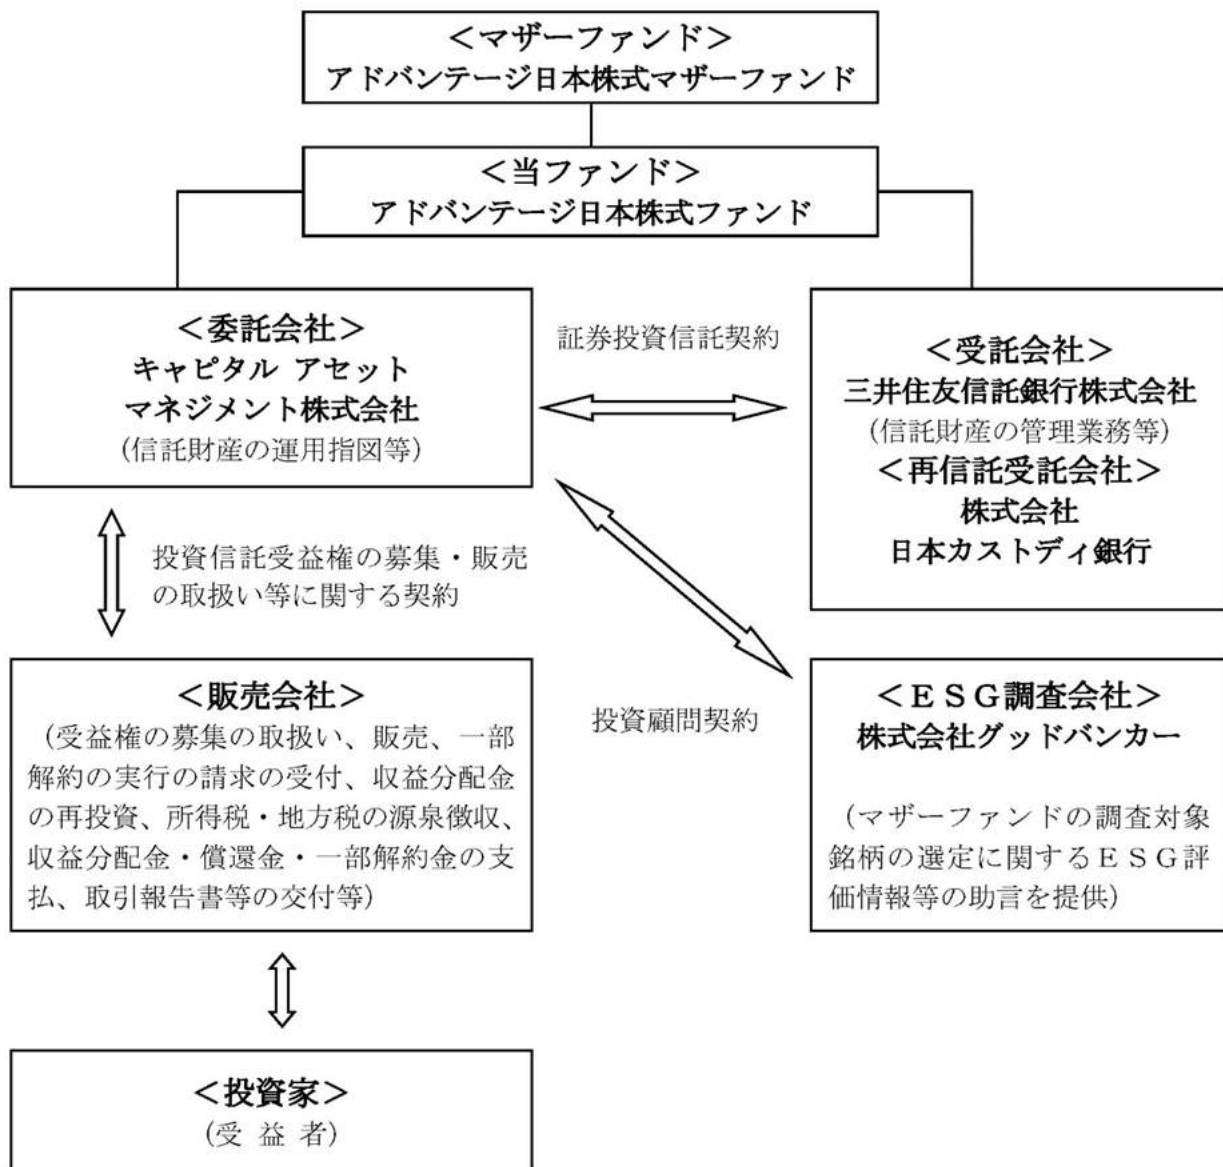 ＜マザーファンド＞
アドバンテージ日本株式マザーファンド
＜当ファンド＞
アドバンテージ日本株式ファンド
＜委託会社＞
キャピタル アセット
マネジメント株式会社
(信託財産の運用指図等)
証券投資信託契約
＜受託会社＞
三井住友信託銀行株式会社
(信託財産の管理業務等)
＜再信託受託会社＞
株式会社
日本カストディ銀行
投資信託受益権の募集・販売
の取扱い等に関する契約
＜販売会社＞
(受益権の募集の取扱い、販売、一部
解約の実行の請求の受付、収益分配金
の再投資、所得税・地方税の源泉徴収、
収益分配金・償還金・一部解約金の支
払、取引報告書等の交付等)
投資顧問契約
＜ＥＳＧ調査会社＞
株式会社グッドバンカー
(マザーファンドの調査対象
銘柄の選定に関するＥＳＧ評
価情報等の助言を提供)
＜投資家＞
(受 益 者)